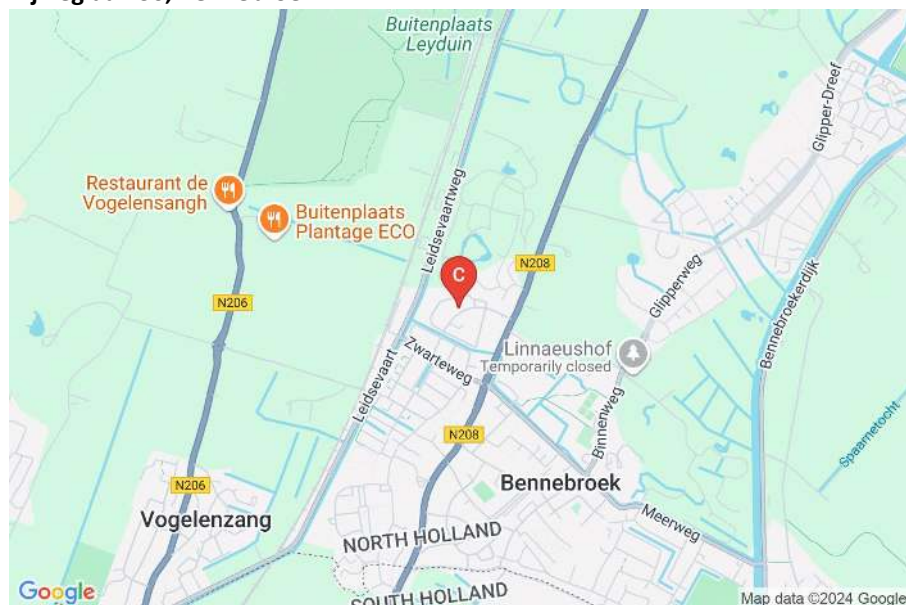 Buitenplaats
Leyduin
Glipper-Dreef
Restaurant de
Vogelensangh
Buitenplaats
Plantage ECO
Leidsevaartweg
C
N208
N206
Glipperweg
Bennebroekerdijk
Linnaeushof
Temporarily closed
Zwarteweg
Leidsevaart
Binnenweg
Spaarnetocht
N208
N206
Bennebroek
Vogelenzang
Meerweg
NORTH HOLLAND
SOUTH HOLLAND
Google
Map data ©2024 Google